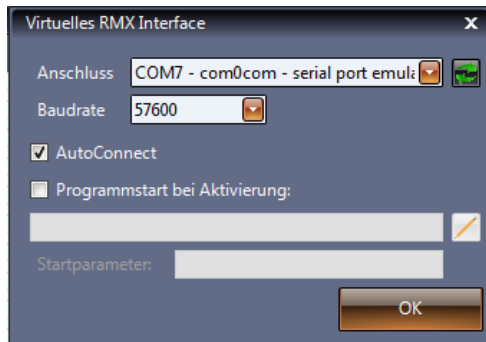 Virtuelles RMX Interface x
Anschluss COM7 - com0com - serial port emula
Baudrate 57600
AutoConnect
Programmstart bei Aktivierung:
Startparameter:
OK